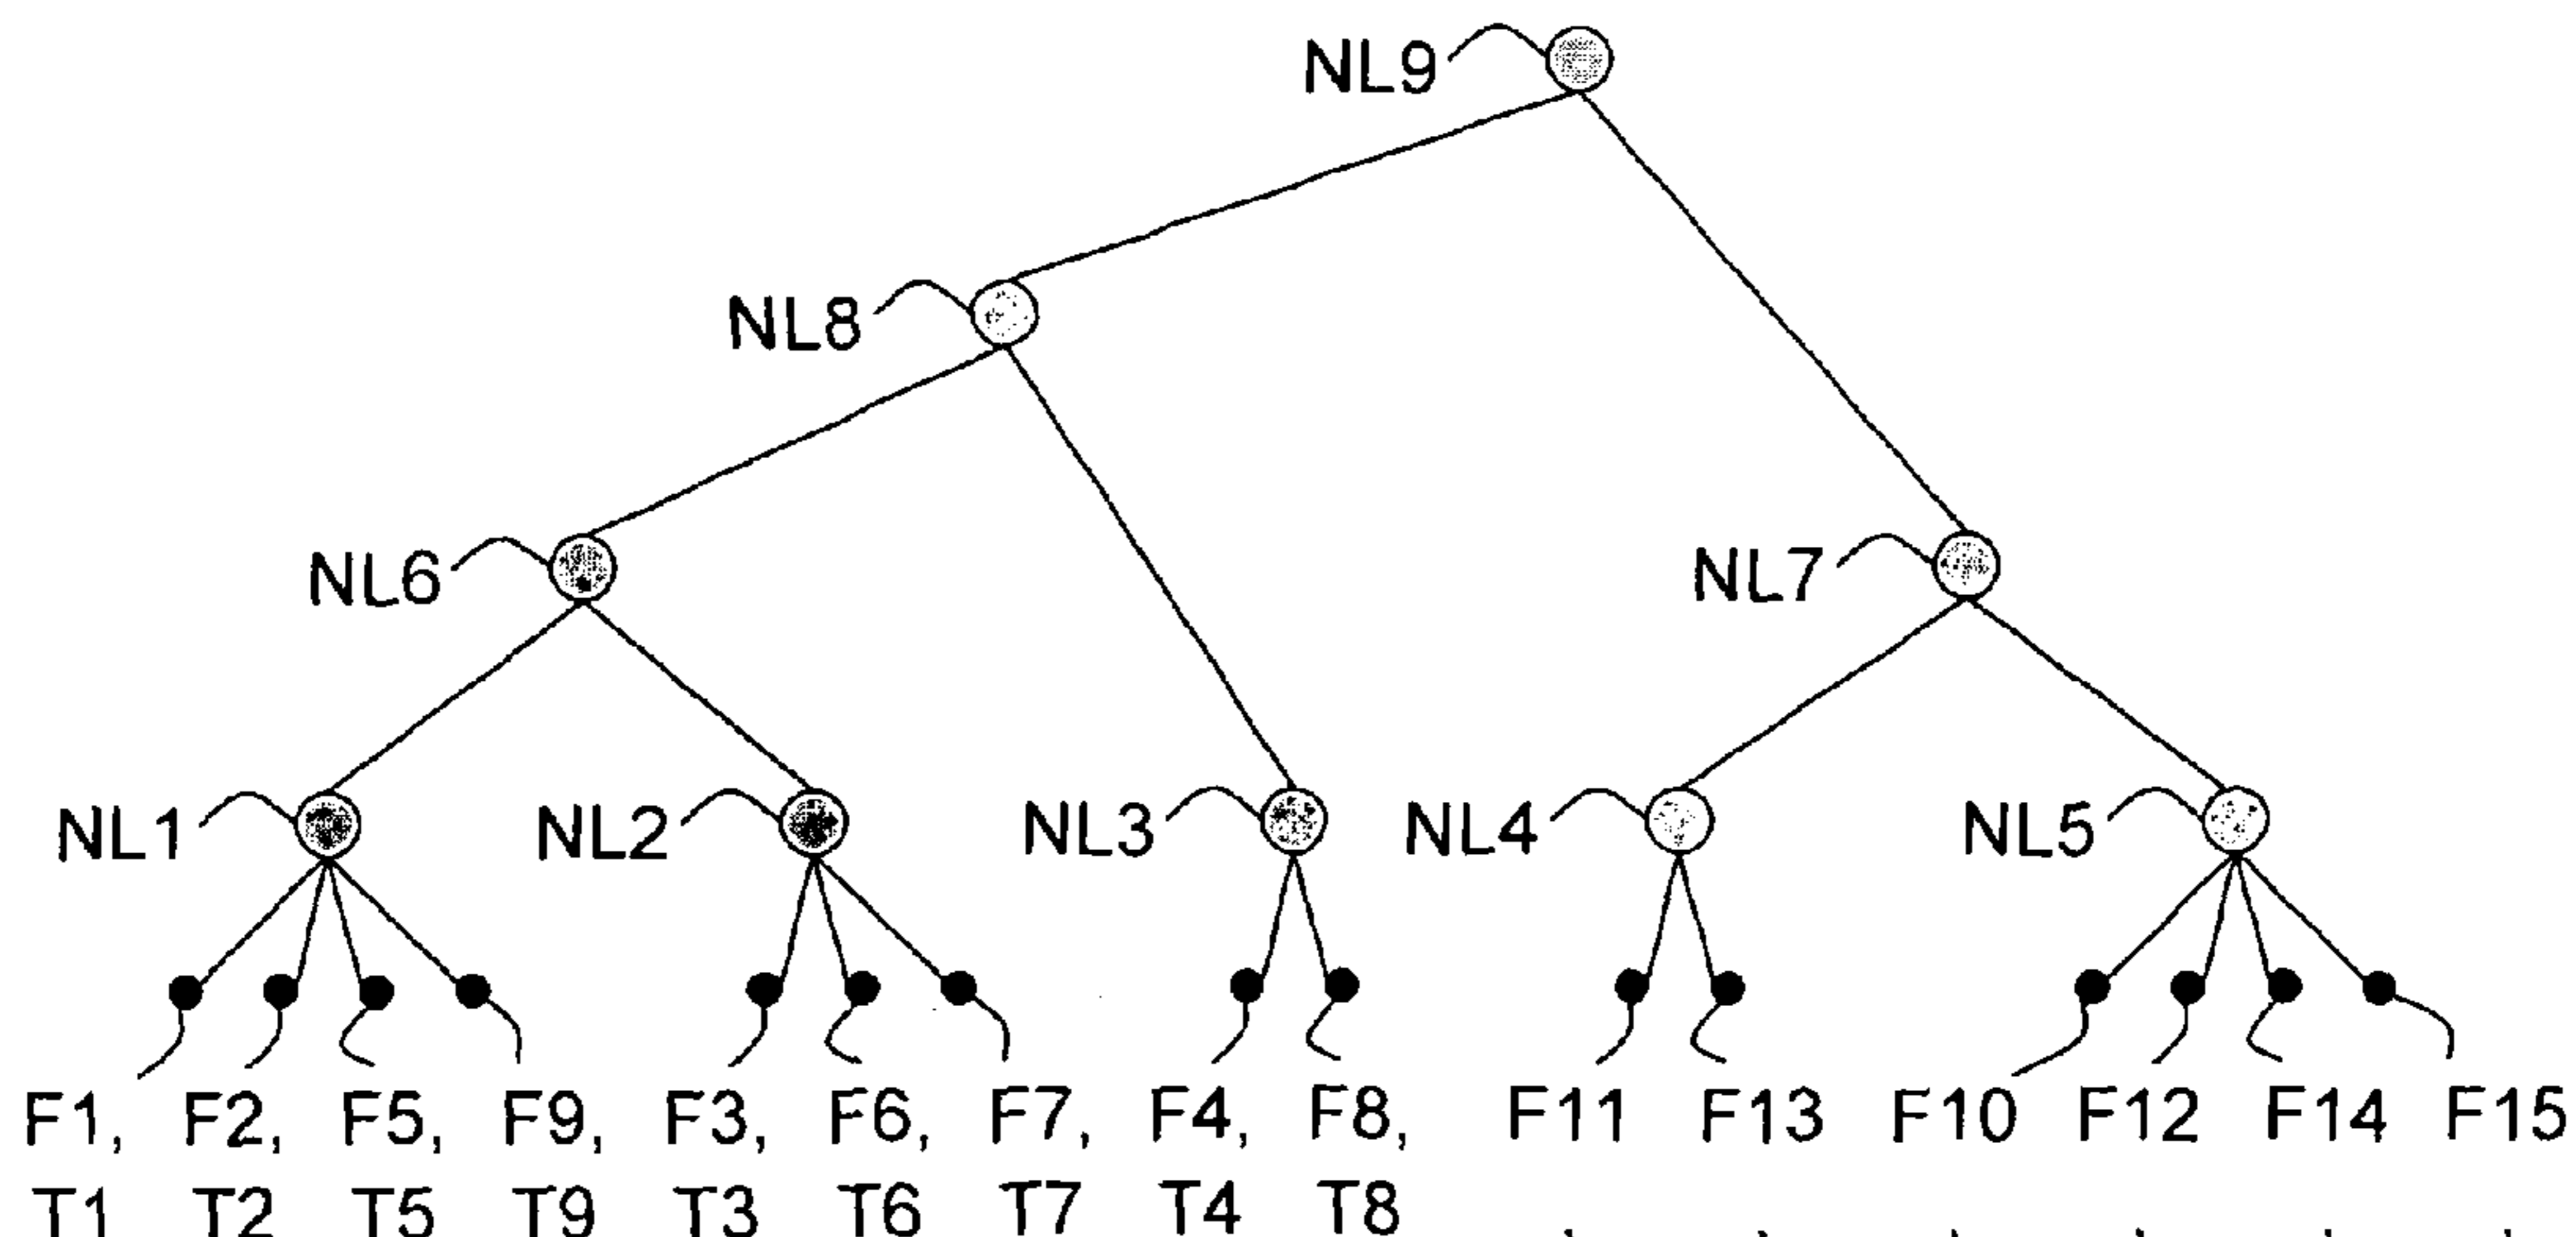 NL9
NL8
NL6
NL7
NL1
NL2
NL3
NL4
NL5
F1, F2, F5, F9, F3, F6, F7, F4, F8, F11 F13 F10 F12 F14 F15
T1 T2 T5 T9 T3 T6 T7 T4 T8